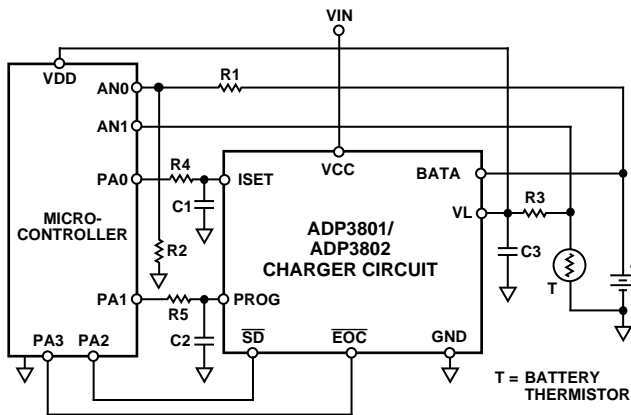 VIN
VDD
R1
AN0
AN1
VCC
BATA
R4
PA0
ISET
R3
C1
VL
MICRO-
CONTROLLER
ADP3801/
ADP3802
CHARGER CIRCUIT
R2
C3
T
PA1
PROG
R5
C2
SD
EOC
GND
PA3
PA2
T = BATTERY
THERMISTOR